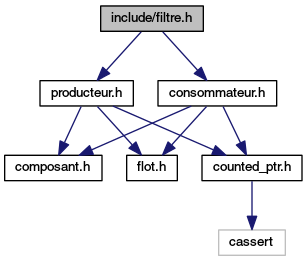 include/filtre.h
producteur.h
consommateur.h
composant.h
flot.h
counted_ptr.h
cassert